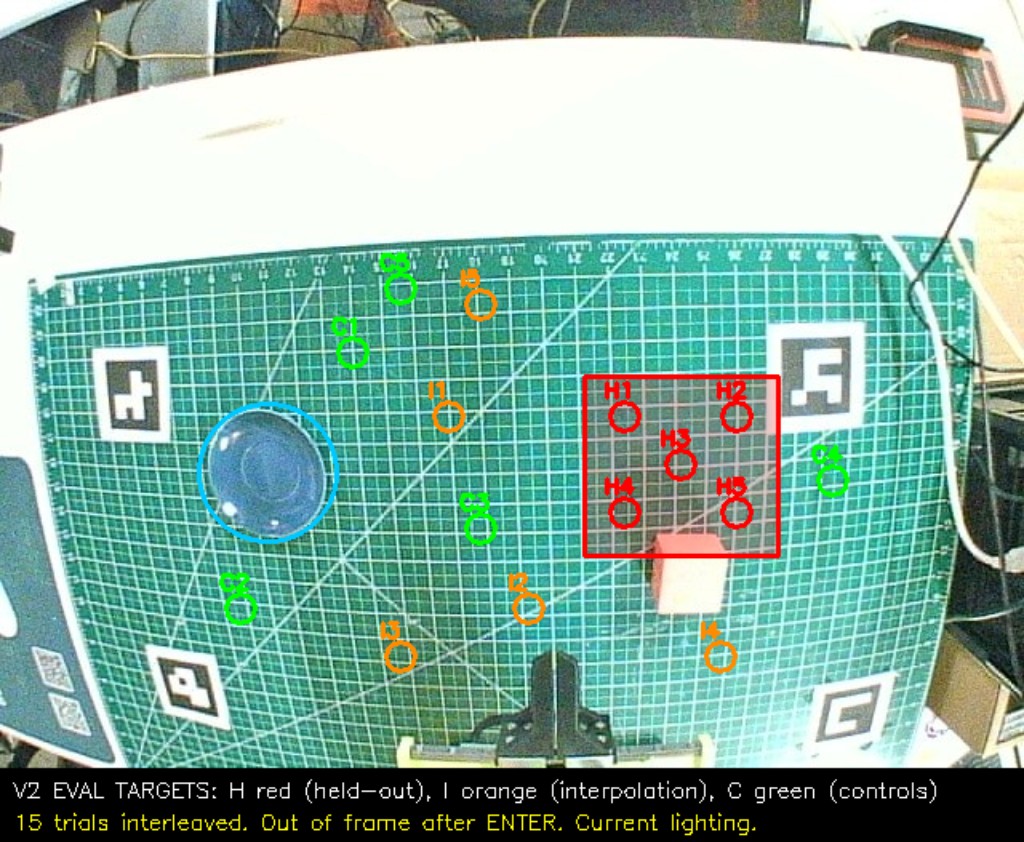 C5
I5
C1
I1
H1
H2
H3
C4
H4
H5
C3
C2
I2
I3
I4
V2 EVAL TARGETS: H red (held-out), I orange (interpolation), C green (controls)
15 trials interleaved. Out of frame after ENTER. Current lighting.